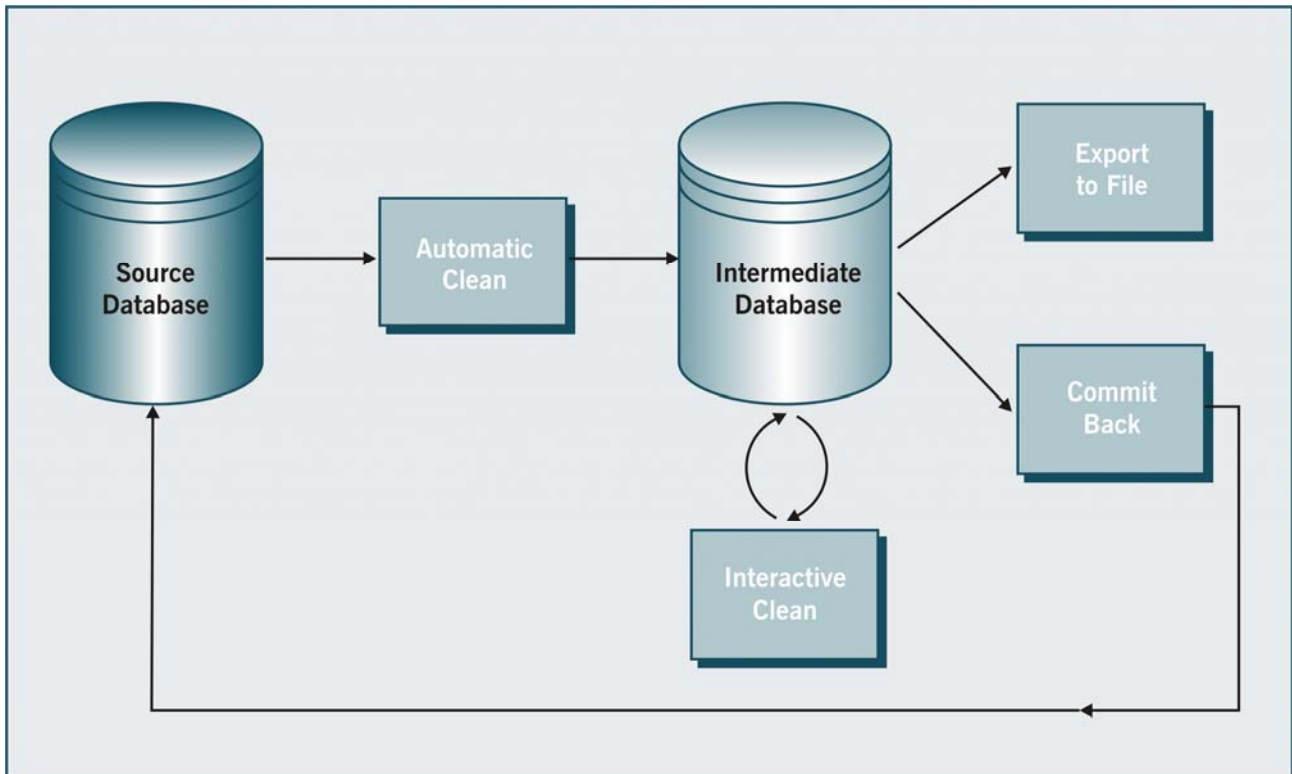 Source
Database
Automatic
Clean
Intermediate
Database
Export
to File
Commit
Back
Interactive
Clean